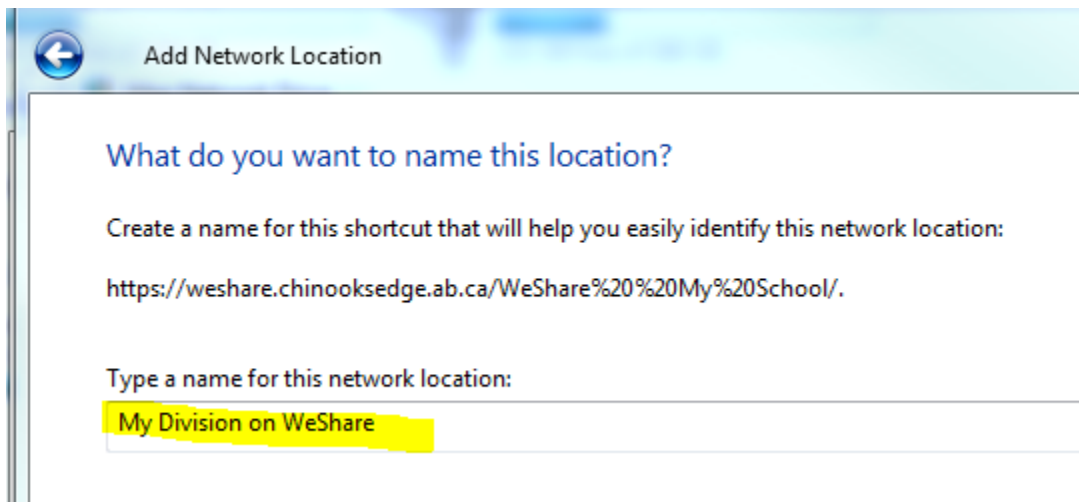 Add Network Location
What do you want to name this location?
Create a name for this shortcut that will help you easily identify this network location:
https://weshare.chinooksedge.ab.ca/WeShare%20%20My%20School/.
Type a name for this network location:
My Division on WeShare